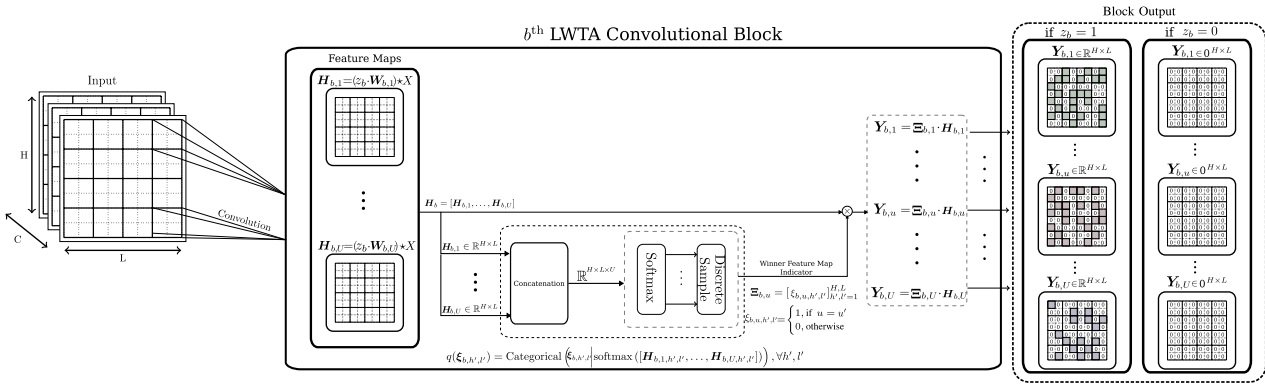 Block Output
b^th LWTA Convolutional Block
if z_b = 1
if z_b = 0
Input
H
C
L
Convolution
Feature Maps
H_{b,1}=(z_b·W_{b,1})⋆X
⋮
H_{b,U}=(z_b·W_{b,U})⋆X
H_b = [H_{b,1}, . . . , H_{b,U}]
H_{b,1} ∈ ℝ^{H×L}
⋮
H_{b,U} ∈ ℝ^{H×L}
Concatenation
ℝ^{H×L×U}
Softmax
. . .
Discrete
Sample
⊗
Winner Feature Map
Indicator
Ξ_{b,u} = [ξ_{b,u,h′,l′}]^{H,L}_{h′,l′=1}
ξ_{b,u,h′,l′} = { 1, if u = u′
0, otherwise
q(ξ_{b,h′,l′}) = Categorical (ξ_{b,h′,l′} | softmax ([H_{b,1,h′,l′}, . . . , H_{b,U,h′,l′}])), ∀h′, l′
Y_{b,1} = Ξ_{b,1} · H_{b,1}
⋮
Y_{b,u} = Ξ_{b,u} · H_{b,u}
⋮
Y_{b,U} = Ξ_{b,U} · H_{b,U}
Y_{b,1}∈ℝ^{H×L}
⋮
Y_{b,u}∈ℝ^{H×L}
⋮
Y_{b,U}∈ℝ^{H×L}
Y_{b,1}∈0^{H×L}
⋮
Y_{b,u}∈0^{H×L}
⋮
Y_{b,U}∈0^{H×L}